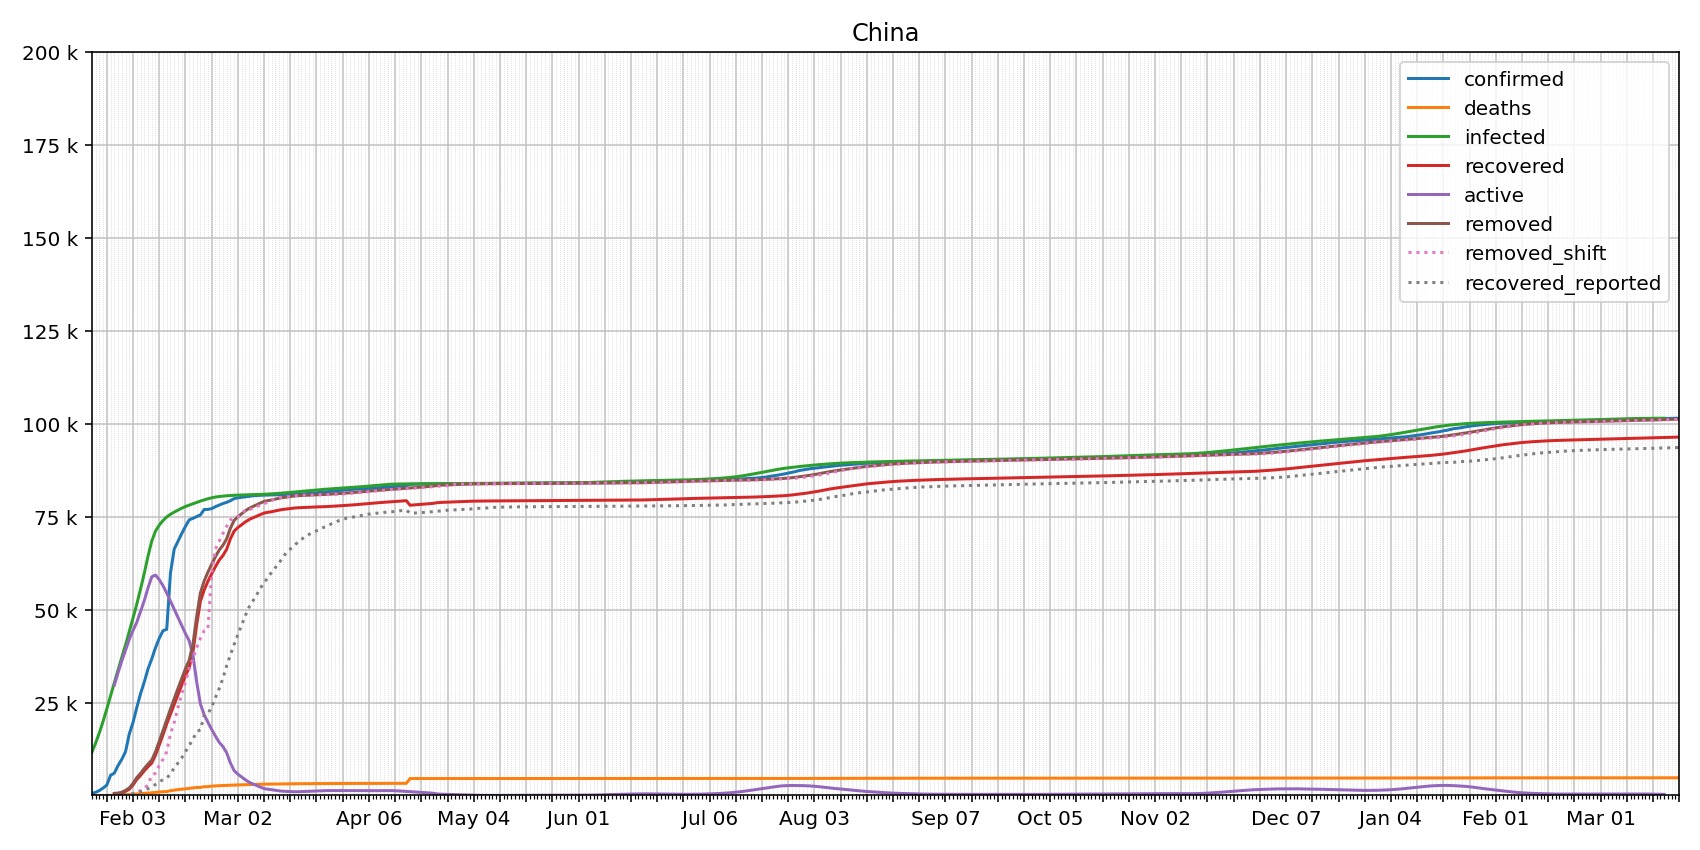 China
200 k
175 k
150 k
125 k
100 k
75 k
50 k
25 k
confirmed
deaths
infected
recovered
active
removed
removed_shift
recovered_reported
Feb 03 Mar 02 Apr 06 May 04 Jun 01 Jul 06 Aug 03 Sep 07 Oct 05 Nov 02 Dec 07 Jan 04 Feb 01 Mar 01